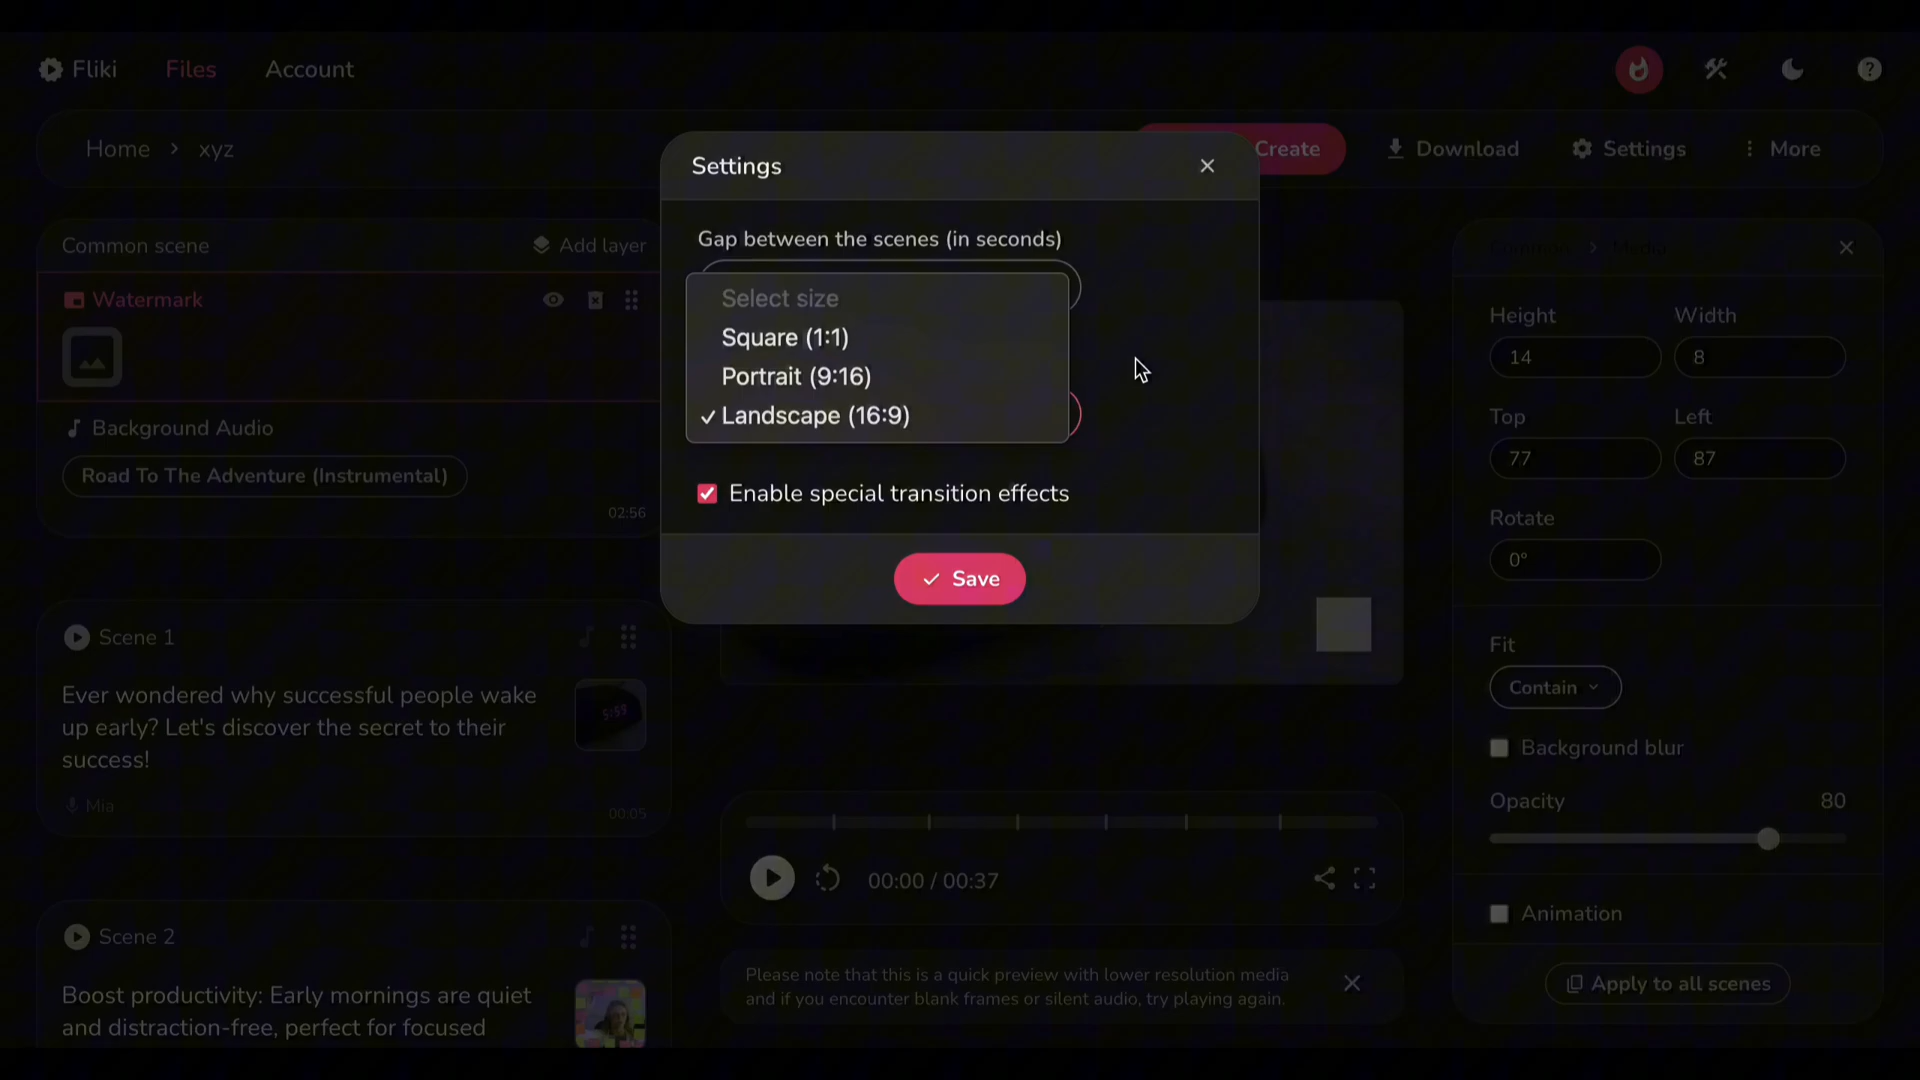 Fliki
Files
Account
Home > xyz
Create
Download
Settings
More
Common scene
Add layer
Watermark
Background Audio
Road To The Adventure (Instrumental)
02:56
Scene 1
Ever wondered why successful people wake
up early? Let's discover the secret to their
success!
5:59
Mia
00:05
Scene 2
Boost productivity: Early mornings are quiet
and distraction-free, perfect for focused
Settings
Gap between the scenes (in seconds)
Select size
Square (1:1)
Portrait (9:16)
Landscape (16:9)
Enable special transition effects
Save
00:00 / 00:37
Please note that this is a quick preview with lower resolution media
and if you encounter blank frames or silent audio, try playing again.
Common > Media
Height
Width
14
8
Top
Left
77
87
Rotate
0°
Fit
Contain
Background blur
Opacity
80
Animation
Apply to all scenes